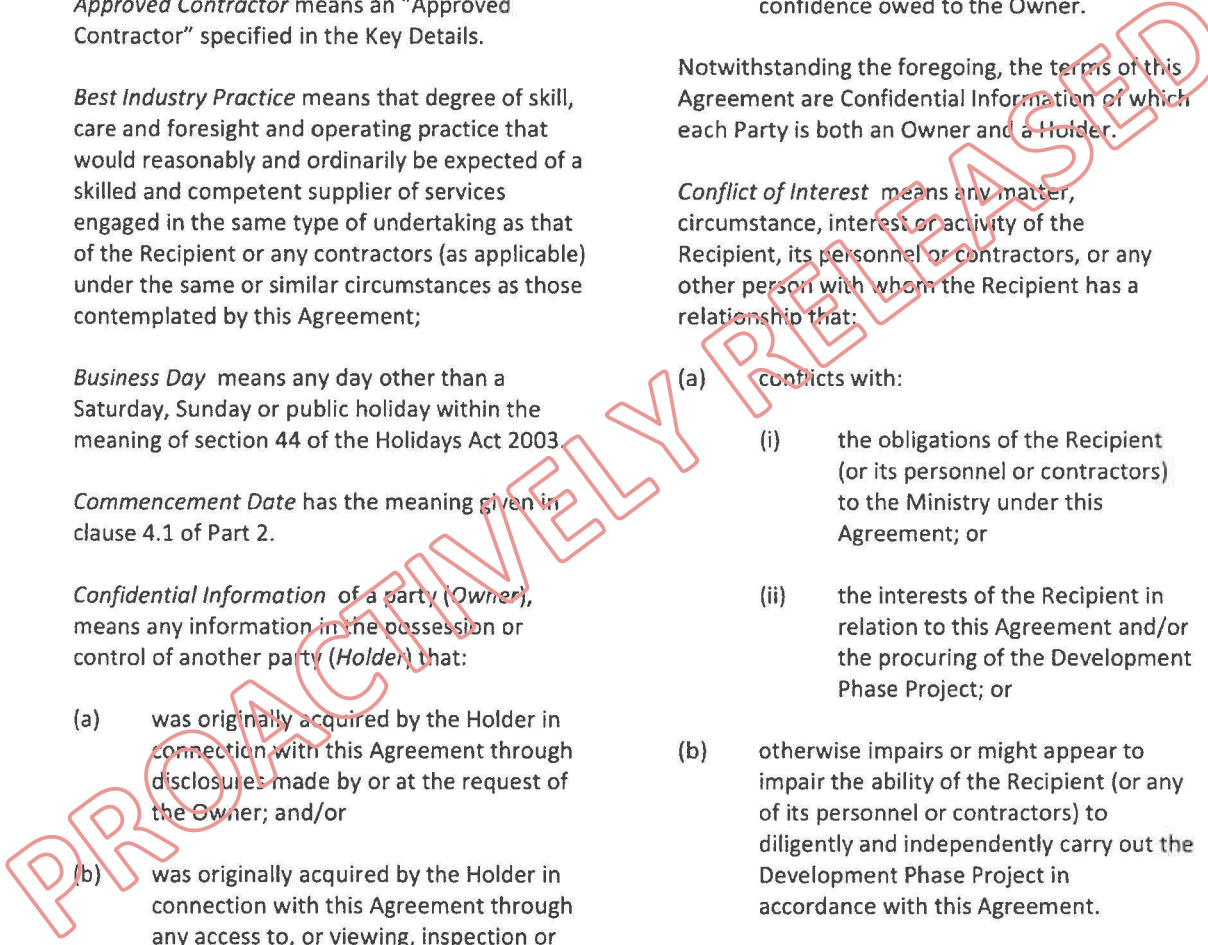 Approved Contractor means an "Approved
Contractor" specified in the Key Details.
Best Industry Practice means that degree of skill,
care and foresight and operating practice that
would reasonably and ordinarily be expected of a
skilled and competent supplier of services
engaged in the same type of undertaking as that
of the Recipient or any contractors (as applicable)
under the same or similar circumstances as those
contemplated by this Agreement;
Business Day means any day other than a
Saturday, Sunday or public holiday within the
meaning of section 44 of the Holidays Act 2003.
Commencement Date has the meaning given in
clause 4.1 of Part 2.
Confidential Information of a party (Owner),
means any information in the possession or
control of another party (Holder) that:
(a) was originally acquired by the Holder in
connection with this Agreement through
disclosures made by or at the request of
the Owner; and/or
(b) was originally acquired by the Holder in
connection with this Agreement through
any access to, or viewing, inspection or
confidence owed to the Owner.
Notwithstanding the foregoing, the terms of this
Agreement are Confidential Information of which
each Party is both an Owner and a Holder.
Conflict of Interest means any matter,
circumstance, interest or activity of the
Recipient, its personnel or contractors, or any
other person with whom the Recipient has a
relationship that:
(a) conflicts with:
(i) the obligations of the Recipient
(or its personnel or contractors)
to the Ministry under this
Agreement; or
(ii) the interests of the Recipient in
relation to this Agreement and/or
the procuring of the Development
Phase Project; or
(b) otherwise impairs or might appear to
impair the ability of the Recipient (or any
of its personnel or contractors) to
diligently and independently carry out the
Development Phase Project in
accordance with this Agreement.
PROACTIVELY RELEASED